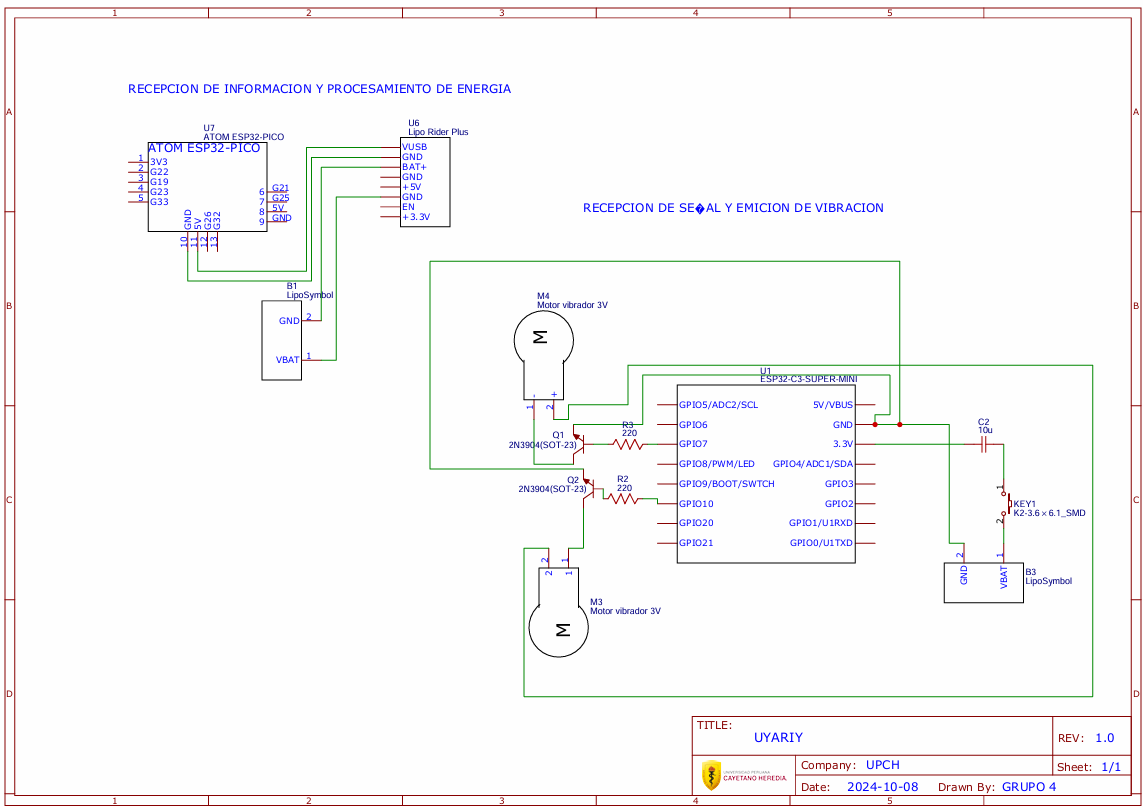 1 2 3 4 5
A A
B B
C C
D D
RECEPCION DE INFORMACION Y PROCESAMIENTO DE ENERGIA
U7
ATOM ESP32-PICO
ATOM ESP32-PICO
1 3V3
2 G22
3 G19
4 G23
5 G33
6 G21
7 G25
8 5V
9 GND
GND 5V G26 G32
10 11 12 13
U6
Lipo Rider Plus
VUSB
GND
BAT+
GND
+5V
GND
EN
+3.3V
B1
LipoSymbol
GND 2
VBAT 1
RECEPCION DE SE�AL Y EMICION DE VIBRACION
M4
Motor vibrador 3V
M
- +
1 2
Q1
2N3904(SOT-23)
R3
220
Q2
2N3904(SOT-23)
R2
220
U1
ESP32-C3-SUPER-MINI
GPIO5/ADC2/SCL 5V/VBUS
GPIO6 GND
GPIO7 3.3V
GPIO8/PWM/LED GPIO4/ADC1/SDA
GPIO9/BOOT/SWTCH GPIO3
GPIO10 GPIO2
GPIO20 GPIO1/U1RXD
GPIO21 GPIO0/U1TXD
C2
10u
1
KEY1
K2-3.6×6.1_SMD
2
2 1
GND VBAT
B3
LipoSymbol
2 1
2 1
M3
Motor vibrador 3V
M
TITLE:
UYARIY
REV: 1.0
UNIVERSIDAD PERUANA
CAYETANO HEREDIA
Company: UPCH
Sheet: 1/1
Date: 2024-10-08 Drawn By: GRUPO 4
1 2 3 4 5